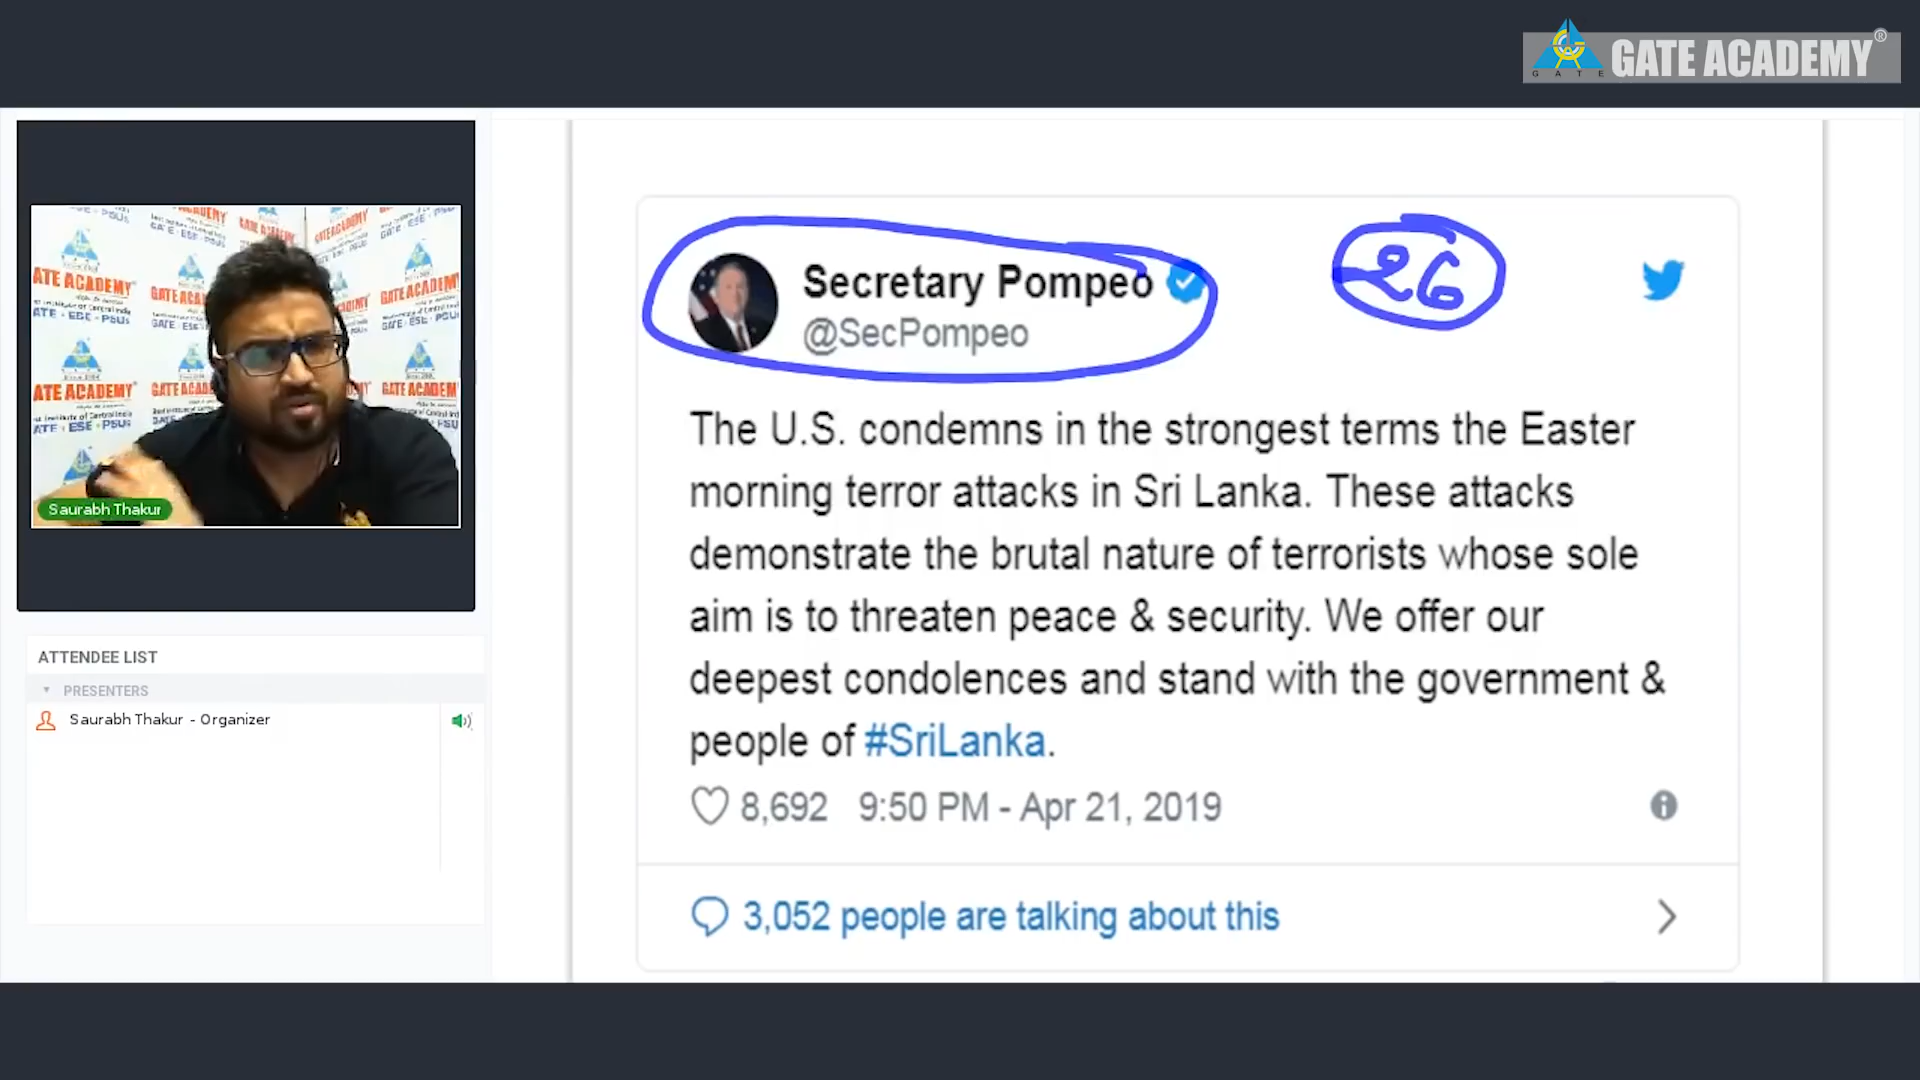 GATE ACADEMY®
GATE
Saurabh Thakur
ATTENDEE LIST
PRESENTERS
Saurabh Thakur - Organizer
Secretary Pompeo
@SecPompeo
26
The U.S. condemns in the strongest terms the Easter
morning terror attacks in Sri Lanka. These attacks
demonstrate the brutal nature of terrorists whose sole
aim is to threaten peace & security. We offer our
deepest condolences and stand with the government &
people of #SriLanka.
8,692 9:50 PM - Apr 21, 2019
3,052 people are talking about this